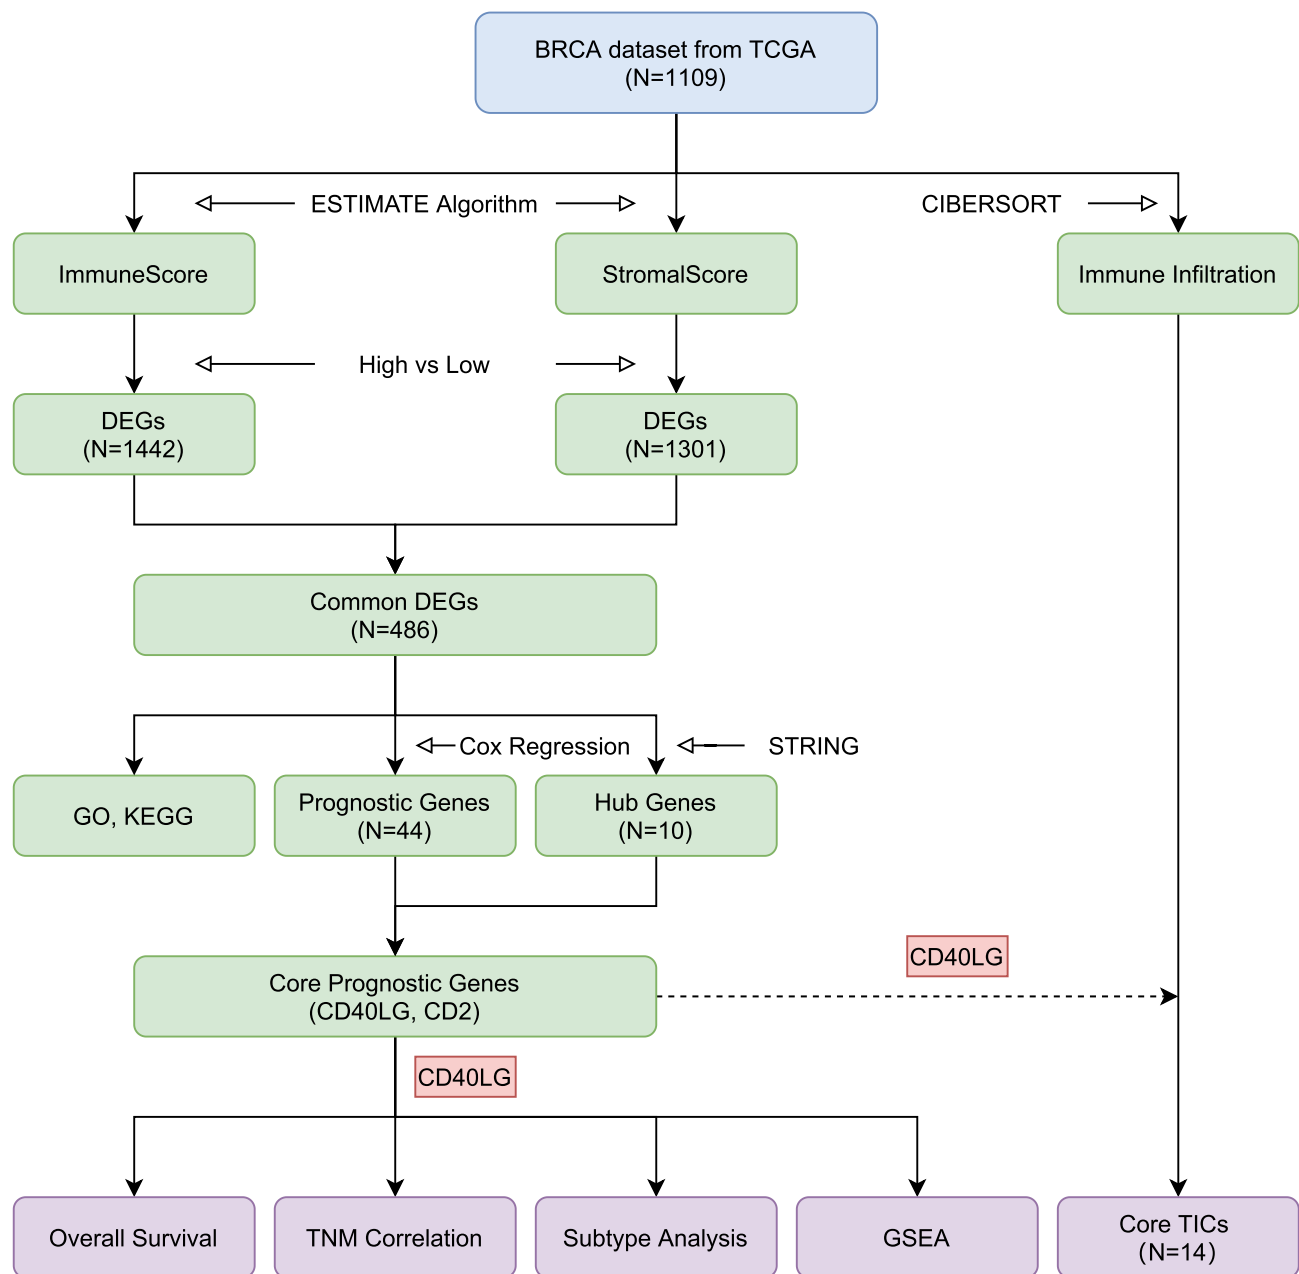 BRCA dataset from TCGA
(N=1109)
ESTIMATE Algorithm
CIBERSORT
ImmuneScore
StromalScore
Immune Infiltration
High vs Low
DEGs
(N=1442)
DEGs
(N=1301)
Common DEGs
(N=486)
Cox Regression
STRING
GO, KEGG
Prognostic Genes
(N=44)
Hub Genes
(N=10)
CD40LG
Core Prognostic Genes
(CD40LG, CD2)
CD40LG
Overall Survival
TNM Correlation
Subtype Analysis
GSEA
Core TICs
(N=14)